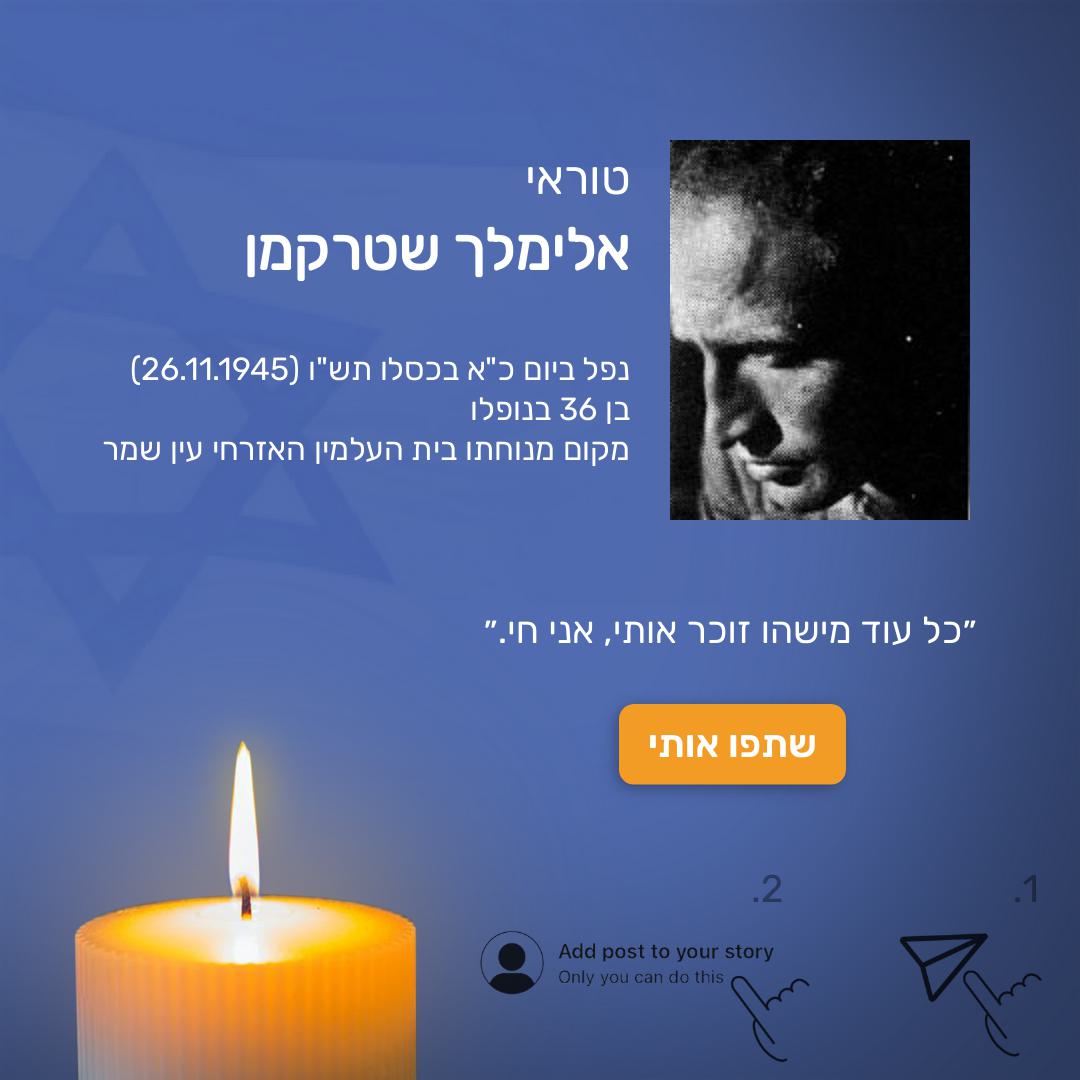 טוראי
אלימלך שטרקמן
נפל ביום כ"א בכסלו תש"ו (26.11.1945)
בן 36 בנופלו
מקום מנוחתו בית העלמין האזרחי עין שמר
״כל עוד מישהו זוכר אותי, אני חי.״
שתפו אותי
1.
2.
Add post to your story
Only you can do this